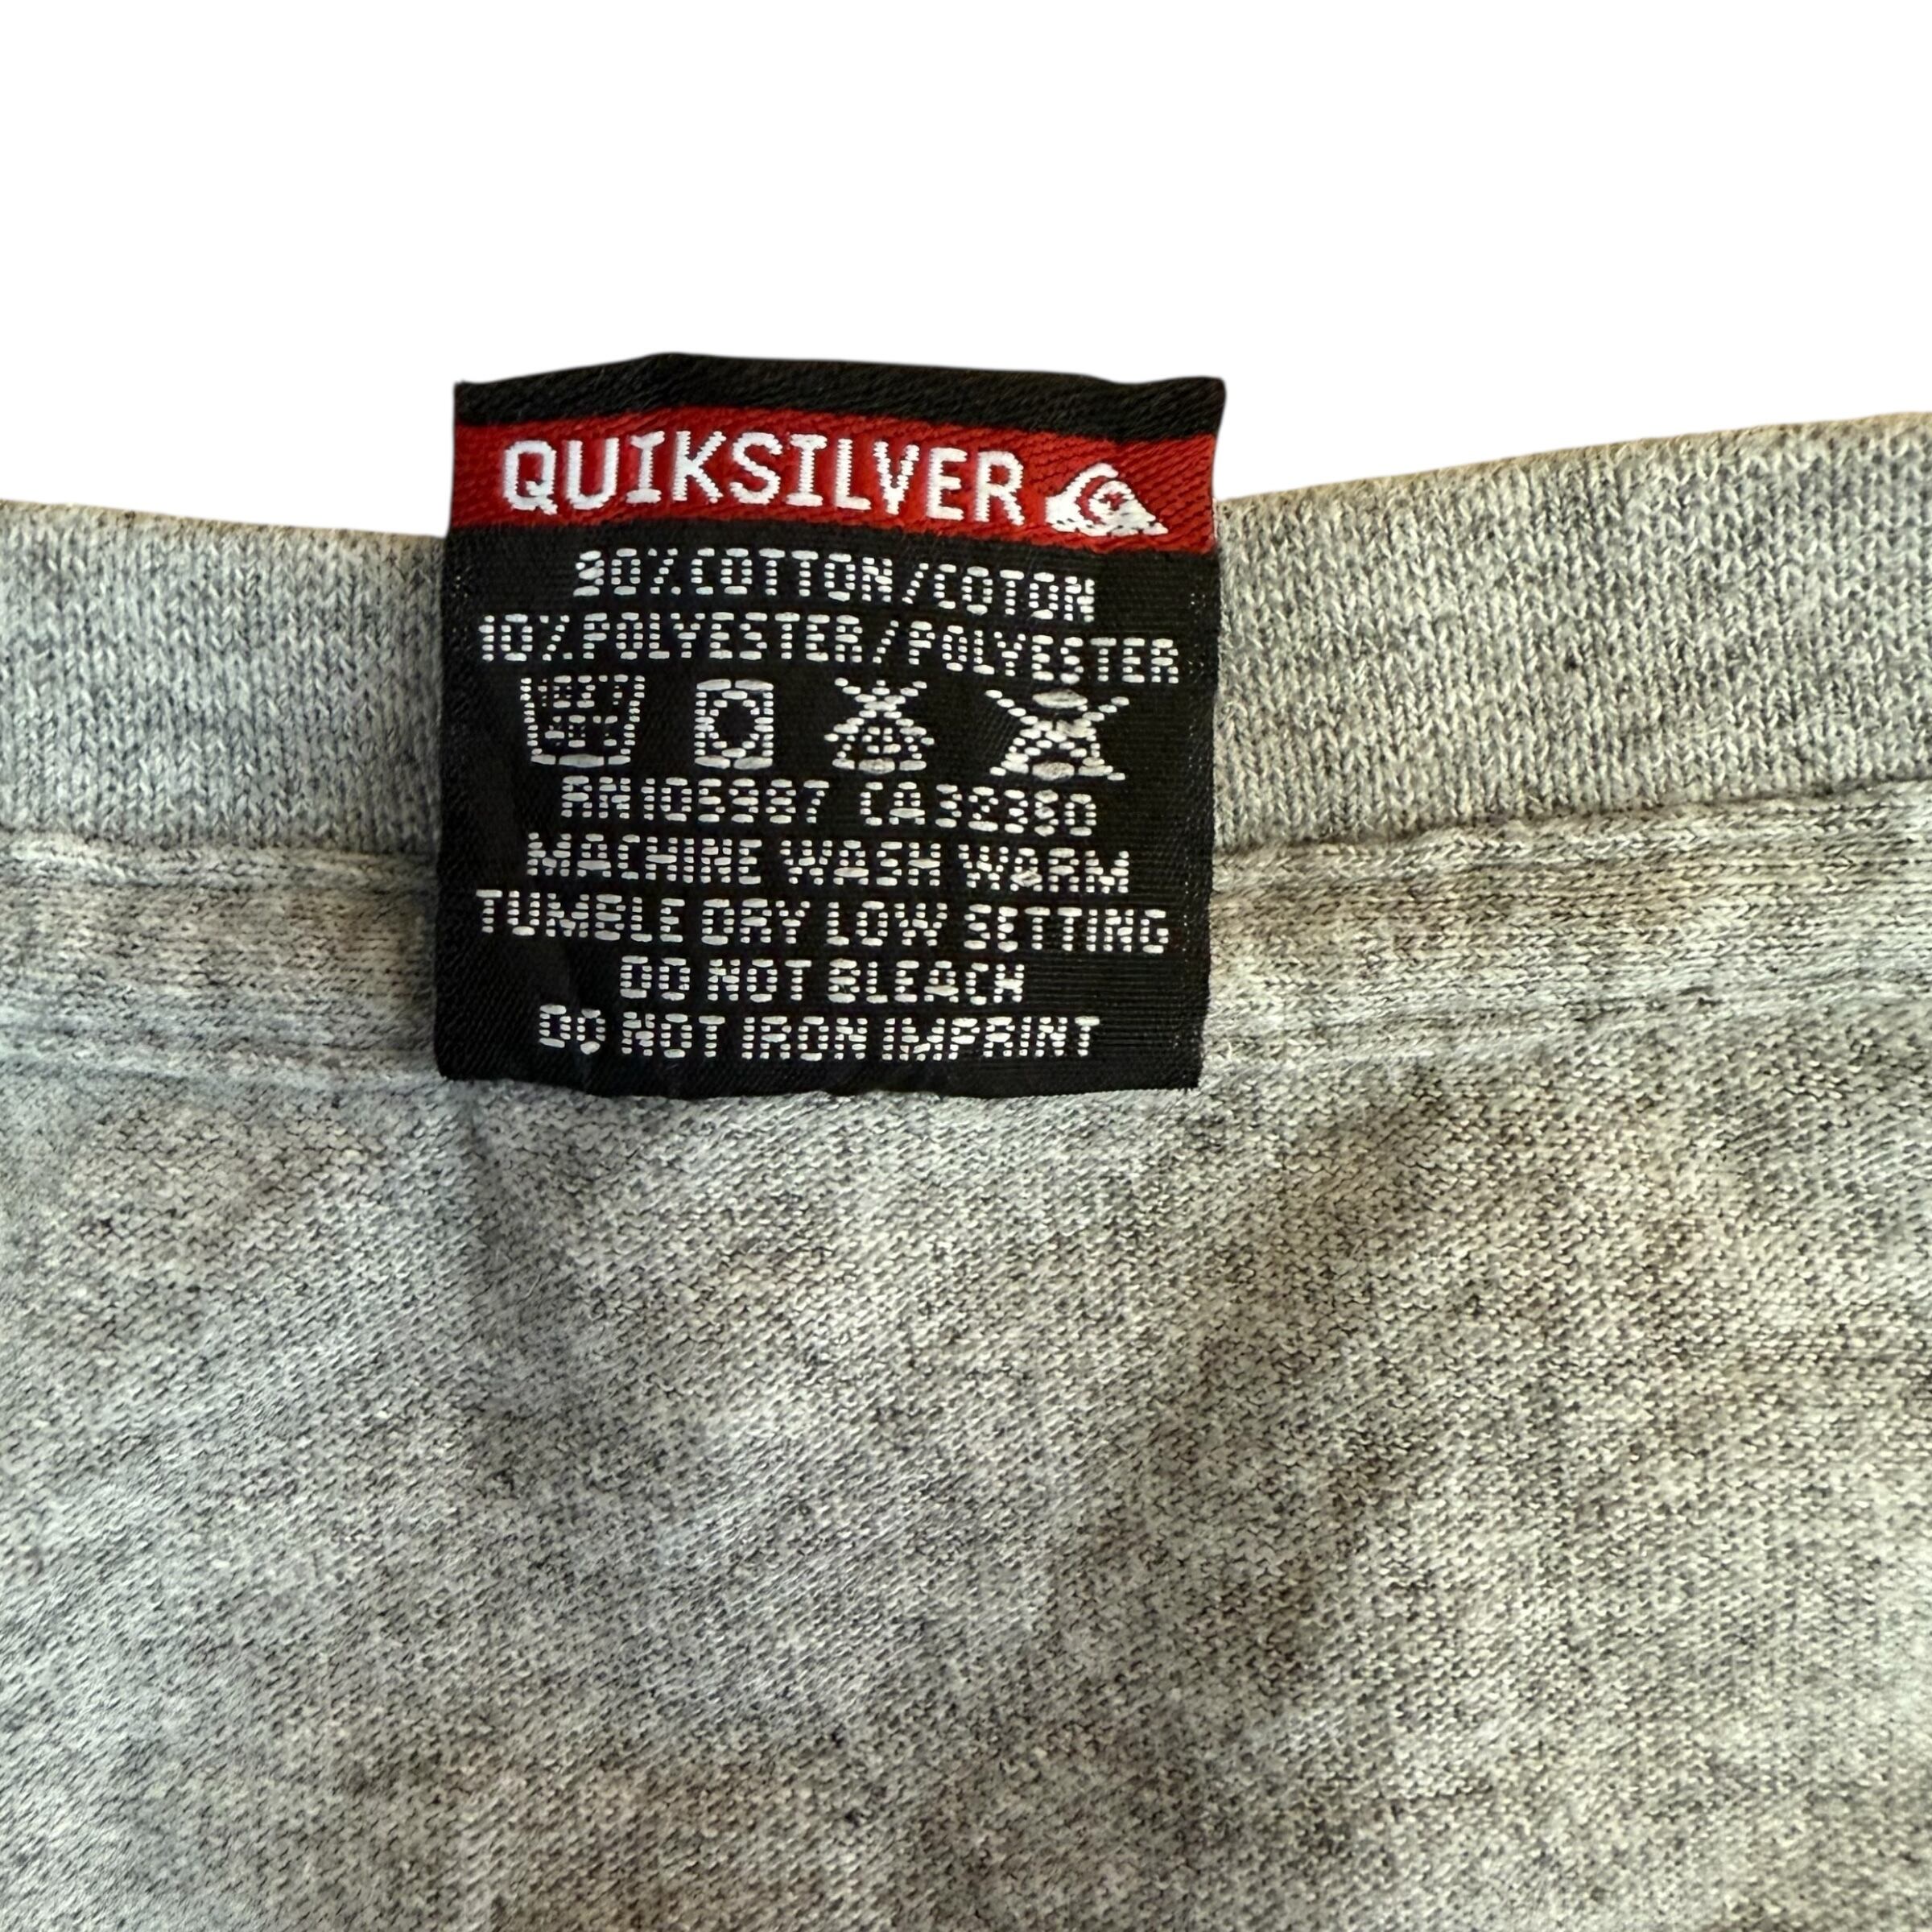 QUIKSILVER
90% COTTON/COTON
10% POLYESTER/POLYESTER
CA32350
MACHINE WASH WARM
TUMBLE DRY LOW SETTING
DO NOT BLEACH
DO NOT IRON IMPRINT